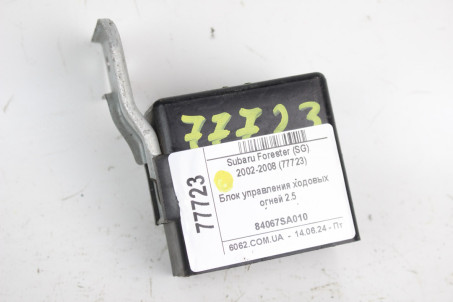 77723
Subaru Forester (SG)
2002-2008 (77723)
Блок управления ходовых
огней 2.5
84067SA010
6062.COM.UA - 14.06.24 - Пт
77723